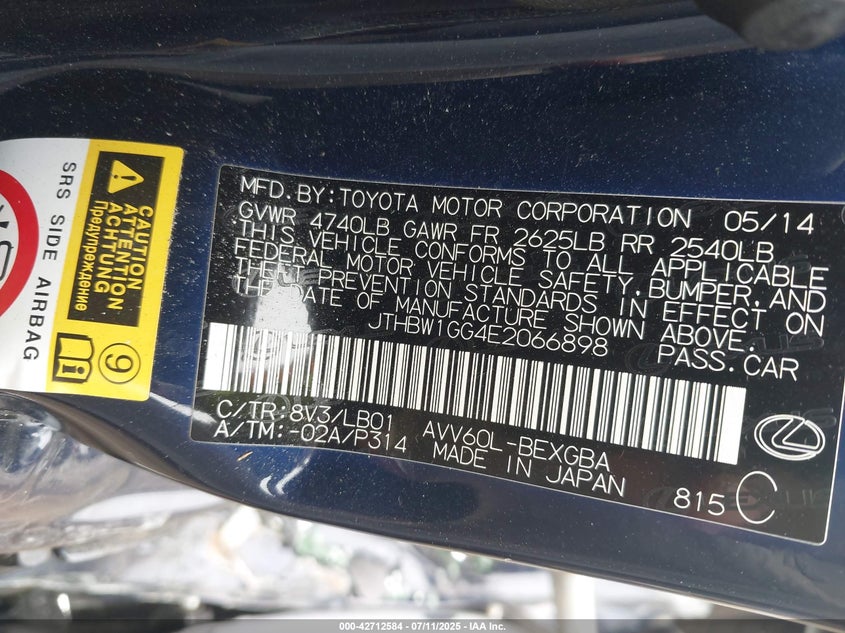 SRS SIDE AIRBAG
CAUTION
ATTENTION
ACHTUNG
Предупреждение
9
i
MFD.BY:TOYOTA MOTOR CORPORATION 05/14
GVWR 4740LB GAWR FR 2625LB RR 2540LB
THIS VEHICLE CONFORMS TO ALL APPLICABLE
FEDERAL MOTOR VEHICLE SAFETY,BUMPER,AND
THEFT PREVENTION STANDARDS IN EFFECT ON
THE DATE OF MANUFACTURE SHOWN ABOVE.
JTHBW1GG4E2066898 PASS.CAR
C/TR:8V3/LB01 AVV60L-BEXGBA
A/TM:-02A/P314 MADE IN JAPAN
815 C
000-42712584 - 07/11/2025 - IAA Inc.